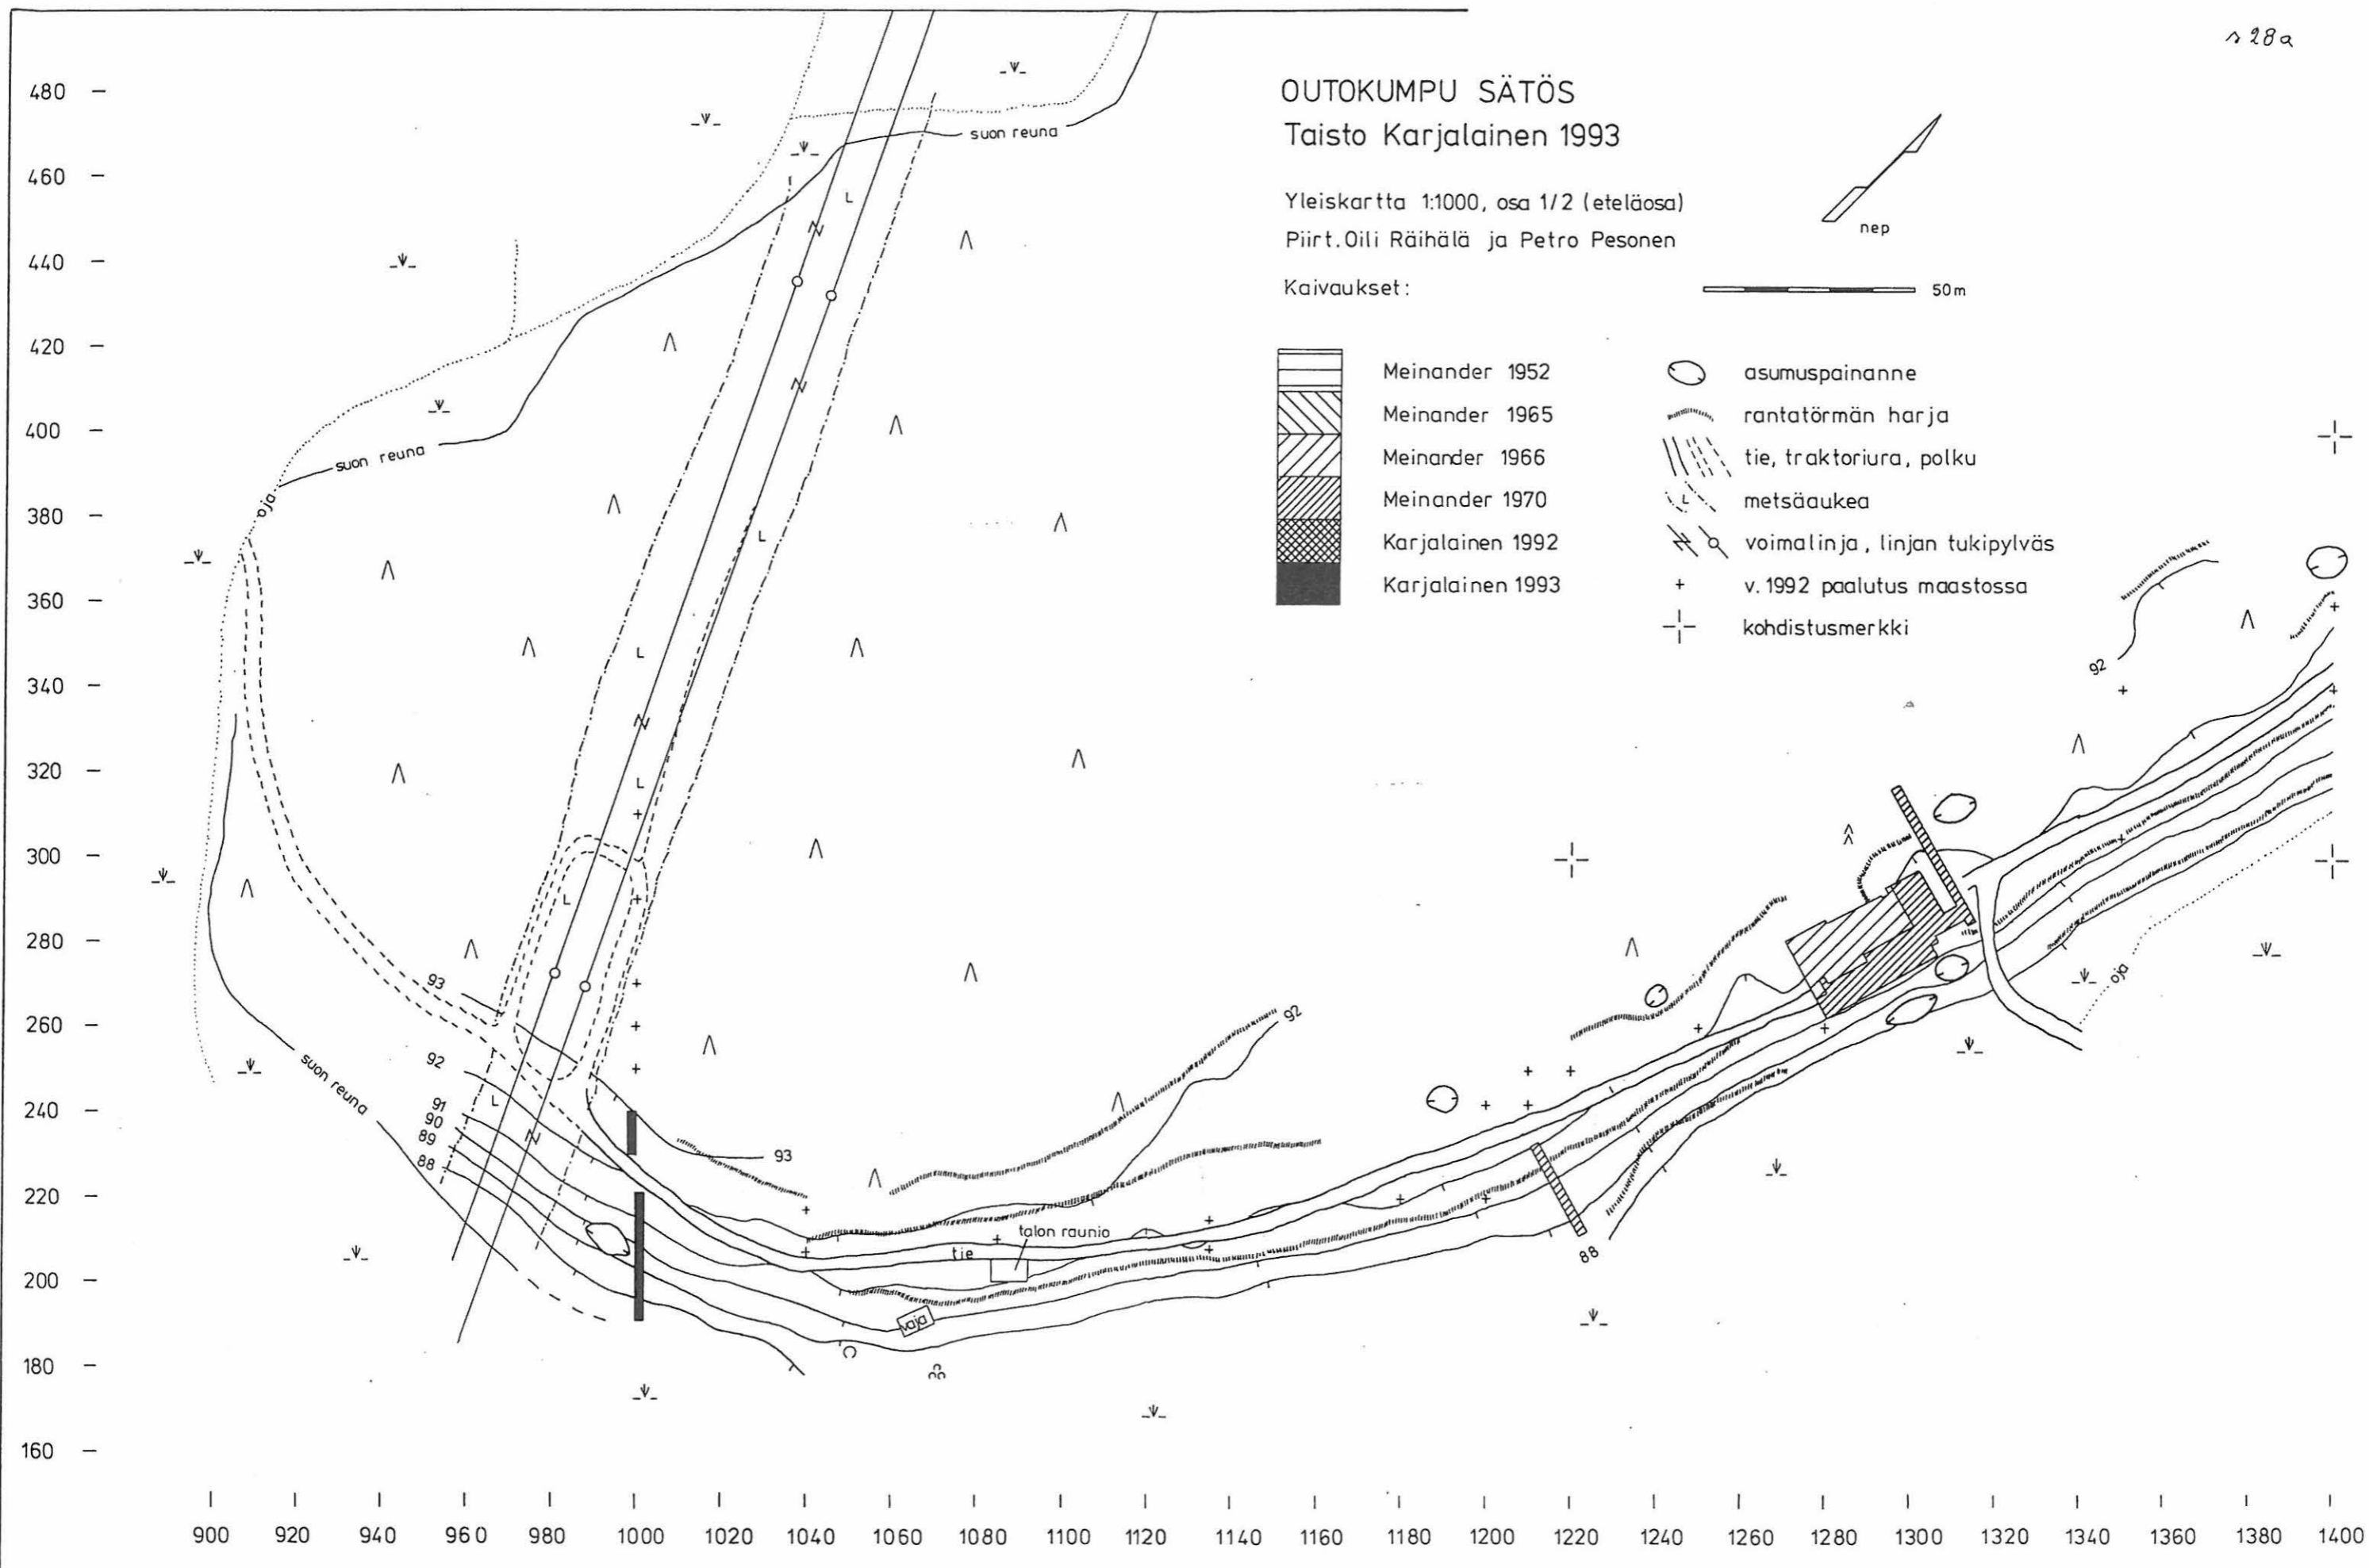 s 28a
OUTOKUMPU SÄTÖS
Taisto Karjalainen 1993
Yleiskartta 1:1000, osa 1/2 (eteläosa)
Piirt. Oili Räihälä ja Petro Pesonen
nep
Kaivaukset:
50m
Meinander 1952
Meinander 1965
Meinander 1966
Meinander 1970
Karjalainen 1992
Karjalainen 1993
asumuspainanne
rantatörmän harja
tie, traktoriura, polku
L metsäaukea
voimalinja, linjan tukipylväs
v. 1992 paalutus maastossa
kohdistusmerkki
480
460
440
420
400
380
360
340
320
300
280
260
240
220
200
180
160
suon reuna
suon reuna
oja
L
L
L
L
L
L
93
92
91
90
89
88
suon reuna
93
92
92
talon raunio
tie
vaja
88
oja
900 920 940 960 980 1000 1020 1040 1060 1080 1100 1120 1140 1160 1180 1200 1220 1240 1260 1280 1300 1320 1340 1360 1380 1400